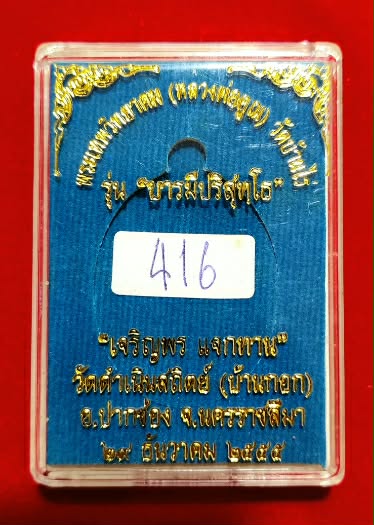 พระเทพวิทยาคม (หลวงพ่อคูณ) วัดบ้านไร่
รุ่น "บารมีปริสุทฺโธ"
416
"เจริญพร แจกทาน"
วัดดำเนินสถิตย์ (บ้านกอก)
อ.ปากช่อง จ.นครราชสีมา
๒๙ ธันวาคม ๒๕๕๕